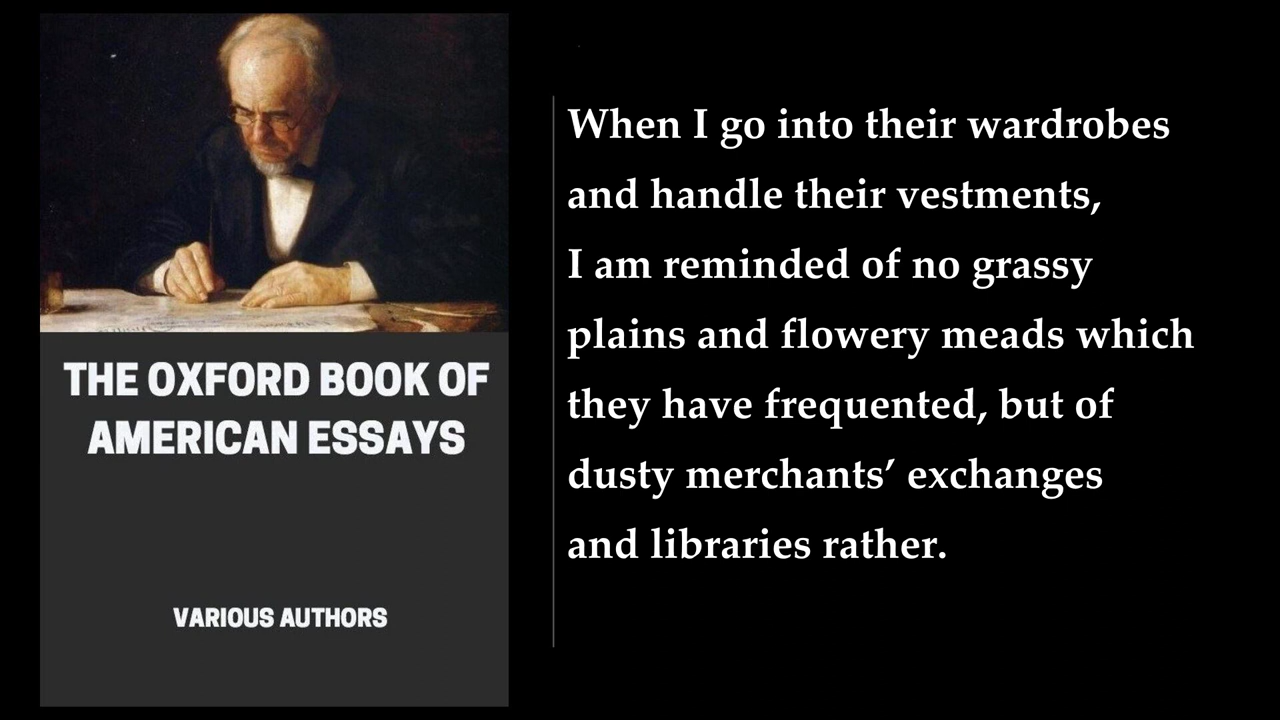 THE OXFORD BOOK OF
AMERICAN ESSAYS
VARIOUS AUTHORS
When I go into their wardrobes
and handle their vestments,
I am reminded of no grassy
plains and flowery meads which
they have frequented, but of
dusty merchants’ exchanges
and libraries rather.